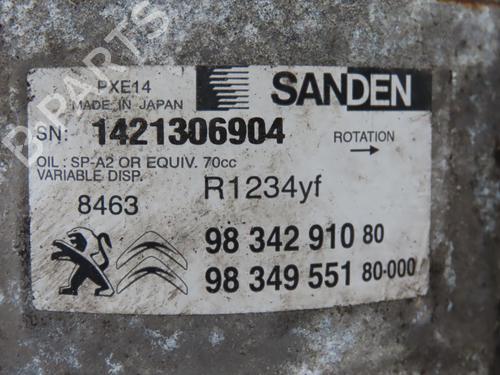 PXE14
MADE IN JAPAN
SANDEN
SN: 1421306904
ROTATION
OIL : SP-A2 OR EQUIV. 70cc
VARIABLE DISP.
R1234yf
8463
98 342 910 80
98 349 551 80-000
B-PARTS